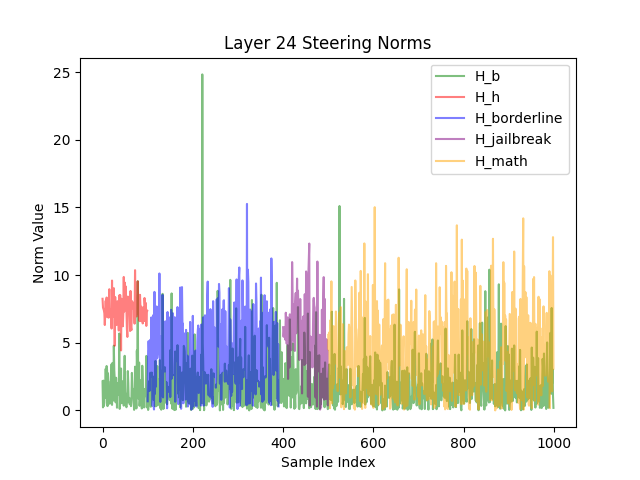 Layer 24 Steering Norms
25
20
15
10
5
0
Norm Value
H_b
H_h
H_borderline
H_jailbreak
H_math
0
200
400
600
800
1000
Sample Index